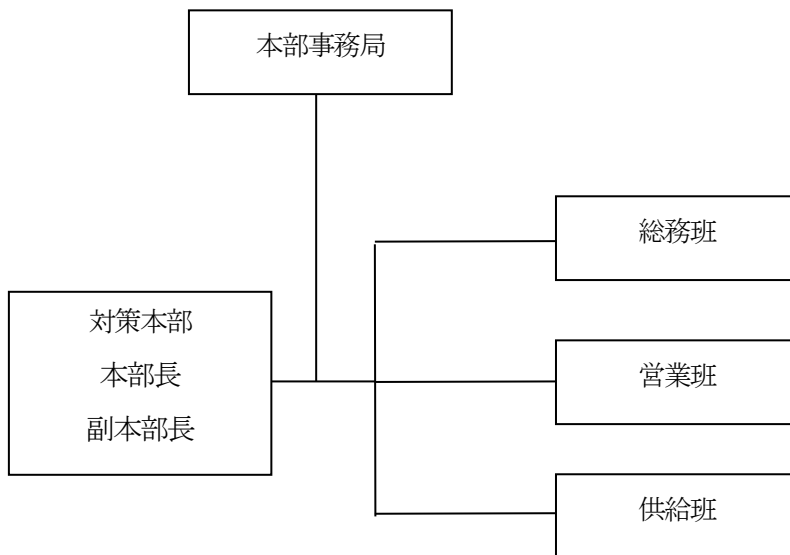 本部事務局
総務班
対策本部
本部長
副本部長
営業班
供給班